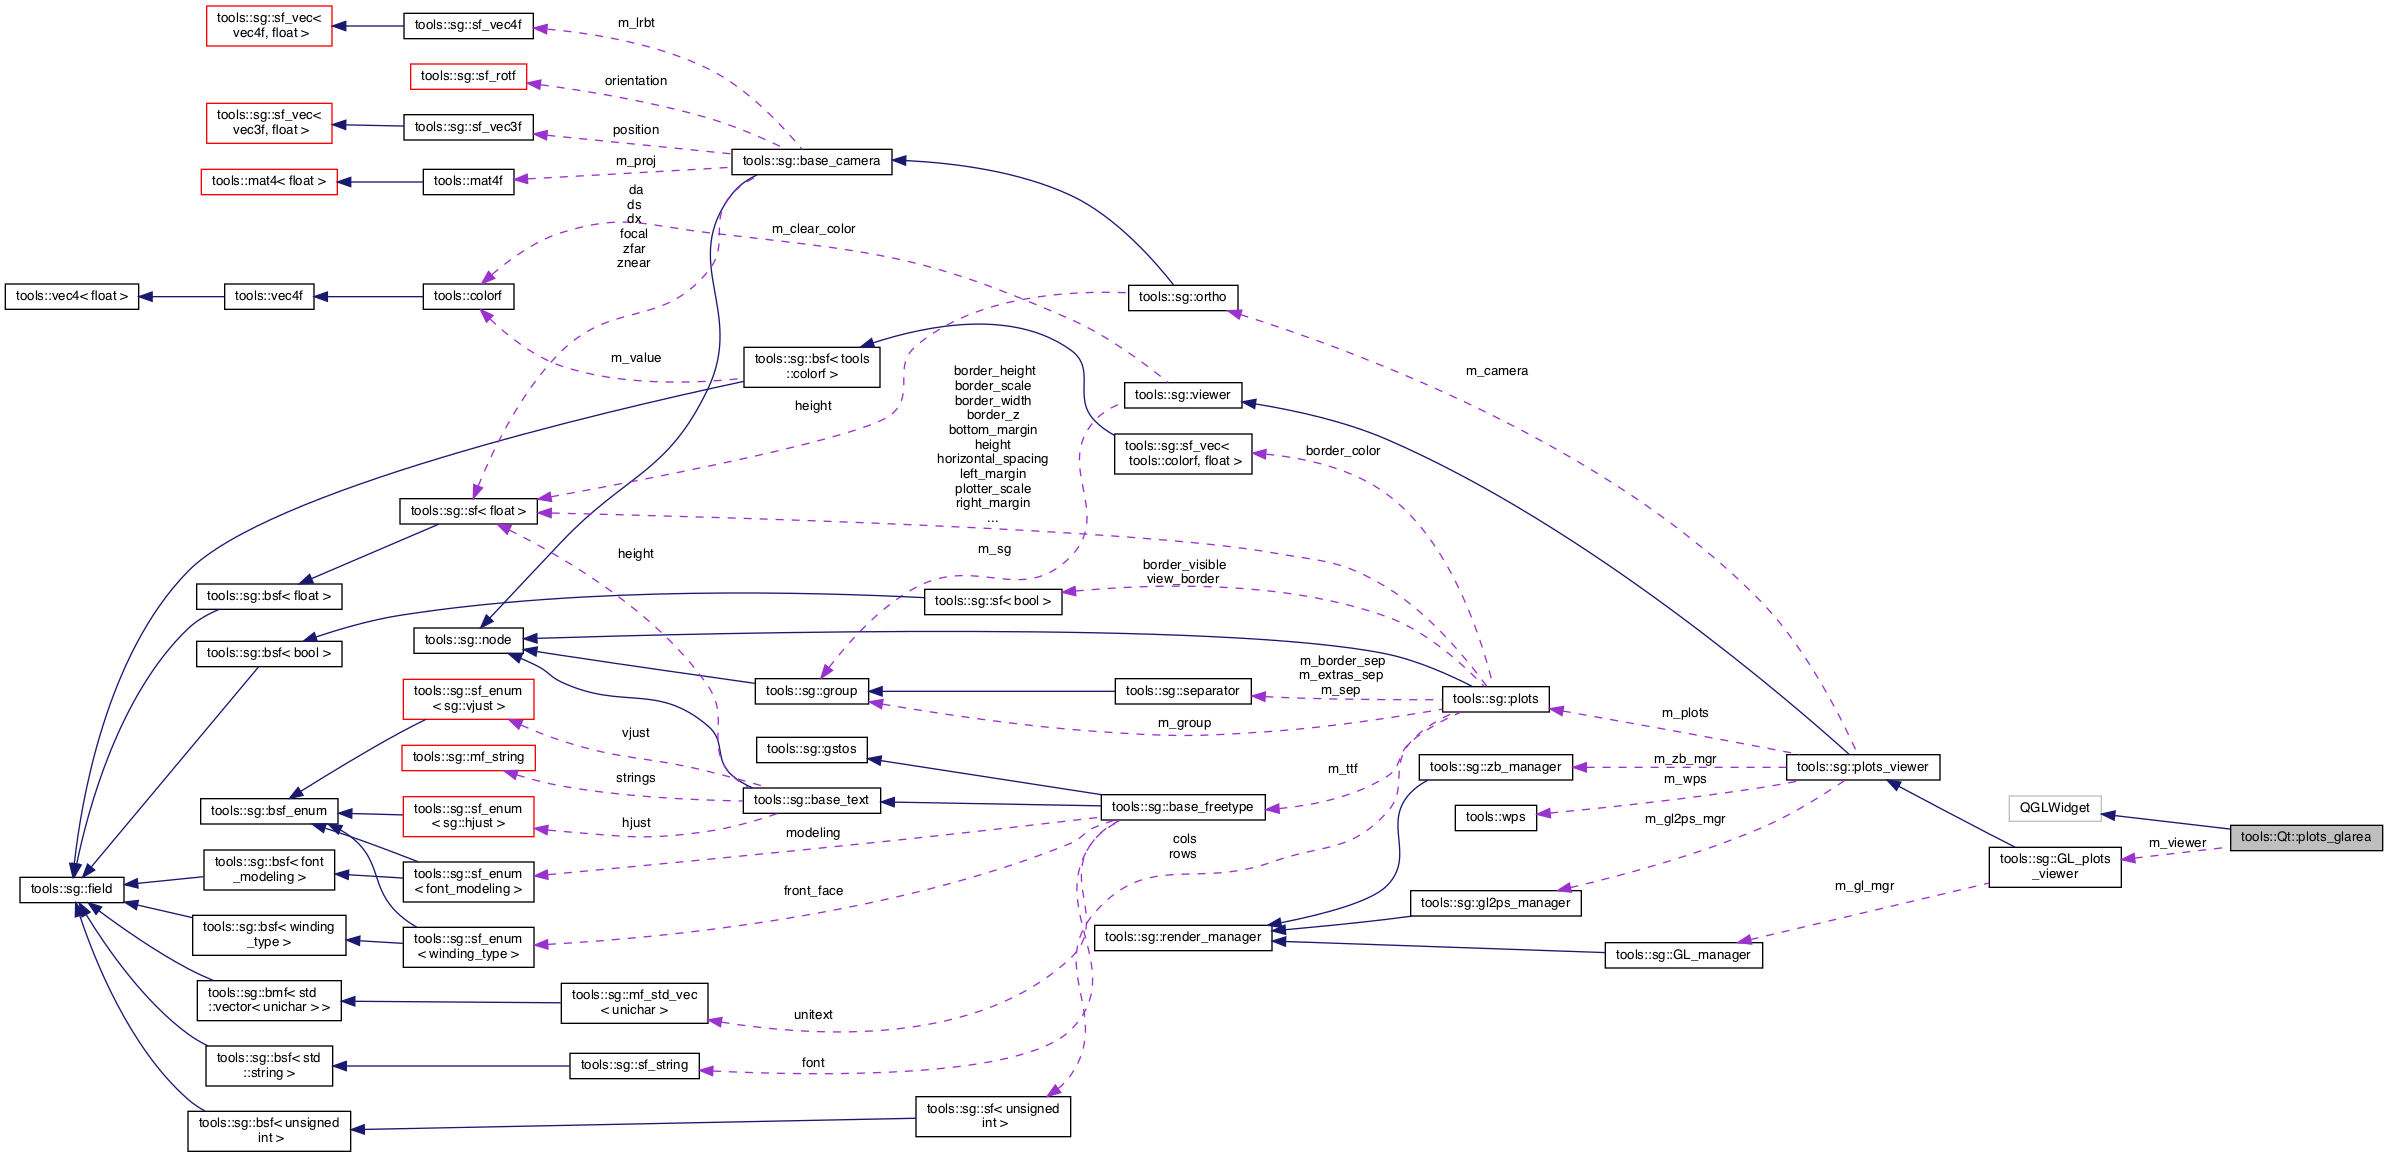 tools::sg::sf_vec<
vec4f, float >
tools::sg::sf_vec4f
m_lrbt
tools::sg::sf_rotf
orientation
tools::sg::sf_vec<
vec3f, float >
tools::sg::sf_vec3f
position
tools::sg::base_camera
tools::mat4< float >
tools::mat4f
m_proj
da
ds
dx
focal
zfar
znear
m_clear_color
tools::vec4< float >
tools::vec4f
tools::colorf
tools::sg::ortho
m_value
tools::sg::bsf< tools
::colorf >
m_camera
height
border_height
border_scale
border_width
border_z
bottom_margin
height
horizontal_spacing
left_margin
plotter_scale
right_margin
...
tools::sg::viewer
tools::sg::sf_vec<
tools::colorf, float >
border_color
tools::sg::sf< float >
height
m_sg
border_visible
view_border
tools::sg::bsf< float >
tools::sg::sf< bool >
tools::sg::bsf< bool >
tools::sg::node
tools::sg::group
tools::sg::separator
m_border_sep
m_extras_sep
m_sep
tools::sg::plots
m_plots
m_group
tools::sg::sf_enum
< sg::vjust >
vjust
tools::sg::gstos
tools::sg::mf_string
strings
m_ttf
tools::sg::zb_manager
m_zb_mgr
tools::sg::plots_viewer
m_wps
tools::sg::bsf_enum
tools::sg::sf_enum
< sg::hjust >
hjust
tools::sg::base_text
tools::sg::base_freetype
tools::wps
m_gl2ps_mgr
QGLWidget
tools::Qt::plots_glarea
modeling
cols
rows
m_viewer
tools::sg::bsf< font
_modeling >
tools::sg::sf_enum
< font_modeling >
tools::sg::GL_plots
_viewer
tools::sg::field
front_face
m_gl_mgr
tools::sg::gl2ps_manager
tools::sg::bsf< winding
_type >
tools::sg::sf_enum
< winding_type >
tools::sg::render_manager
tools::sg::GL_manager
tools::sg::bmf< std
::vector< unichar > >
tools::sg::mf_std_vec
< unichar >
unitext
tools::sg::bsf< std
::string >
tools::sg::sf_string
font
tools::sg::bsf< unsigned
int >
tools::sg::sf< unsigned
int >